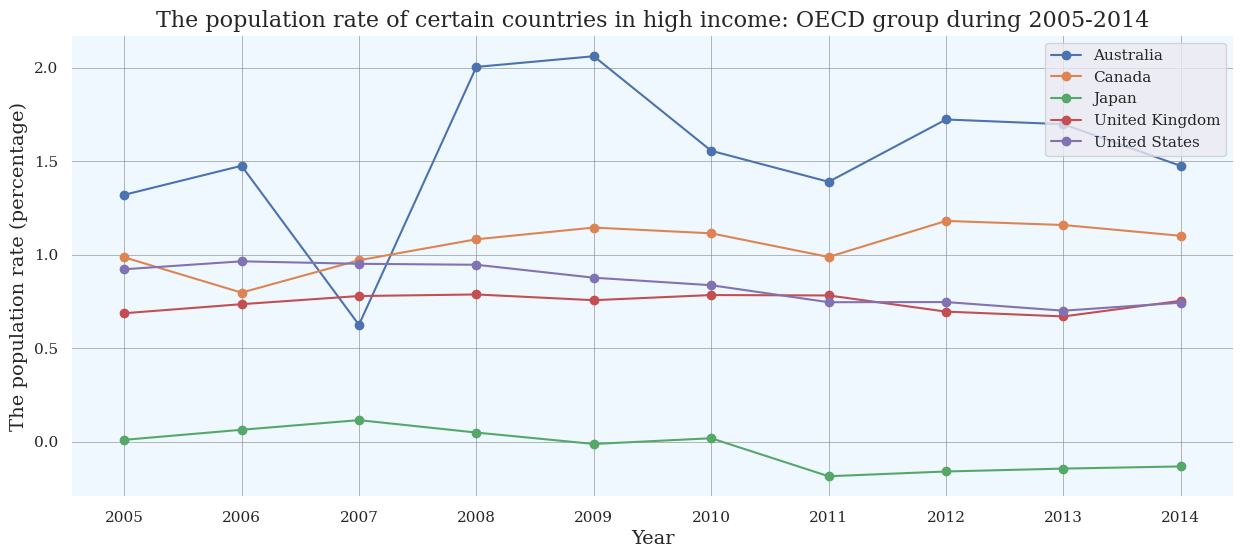 The population rate of certain countries in high income: OECD group during 2005-2014
Australia
Canada
Japan
United Kingdom
United States
The population rate (percentage)
2.0
1.5
1.0
0.5
0.0
2005 2006 2007 2008 2009 2010 2011 2012 2013 2014
Year